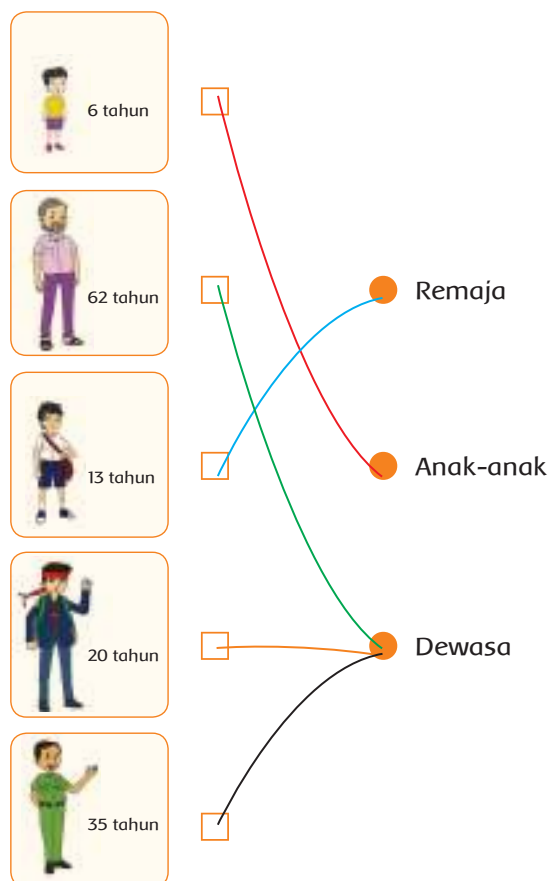 6 tahun
62 tahun
Remaja
13 tahun
Anak-anak
20 tahun
Dewasa
35 tahun